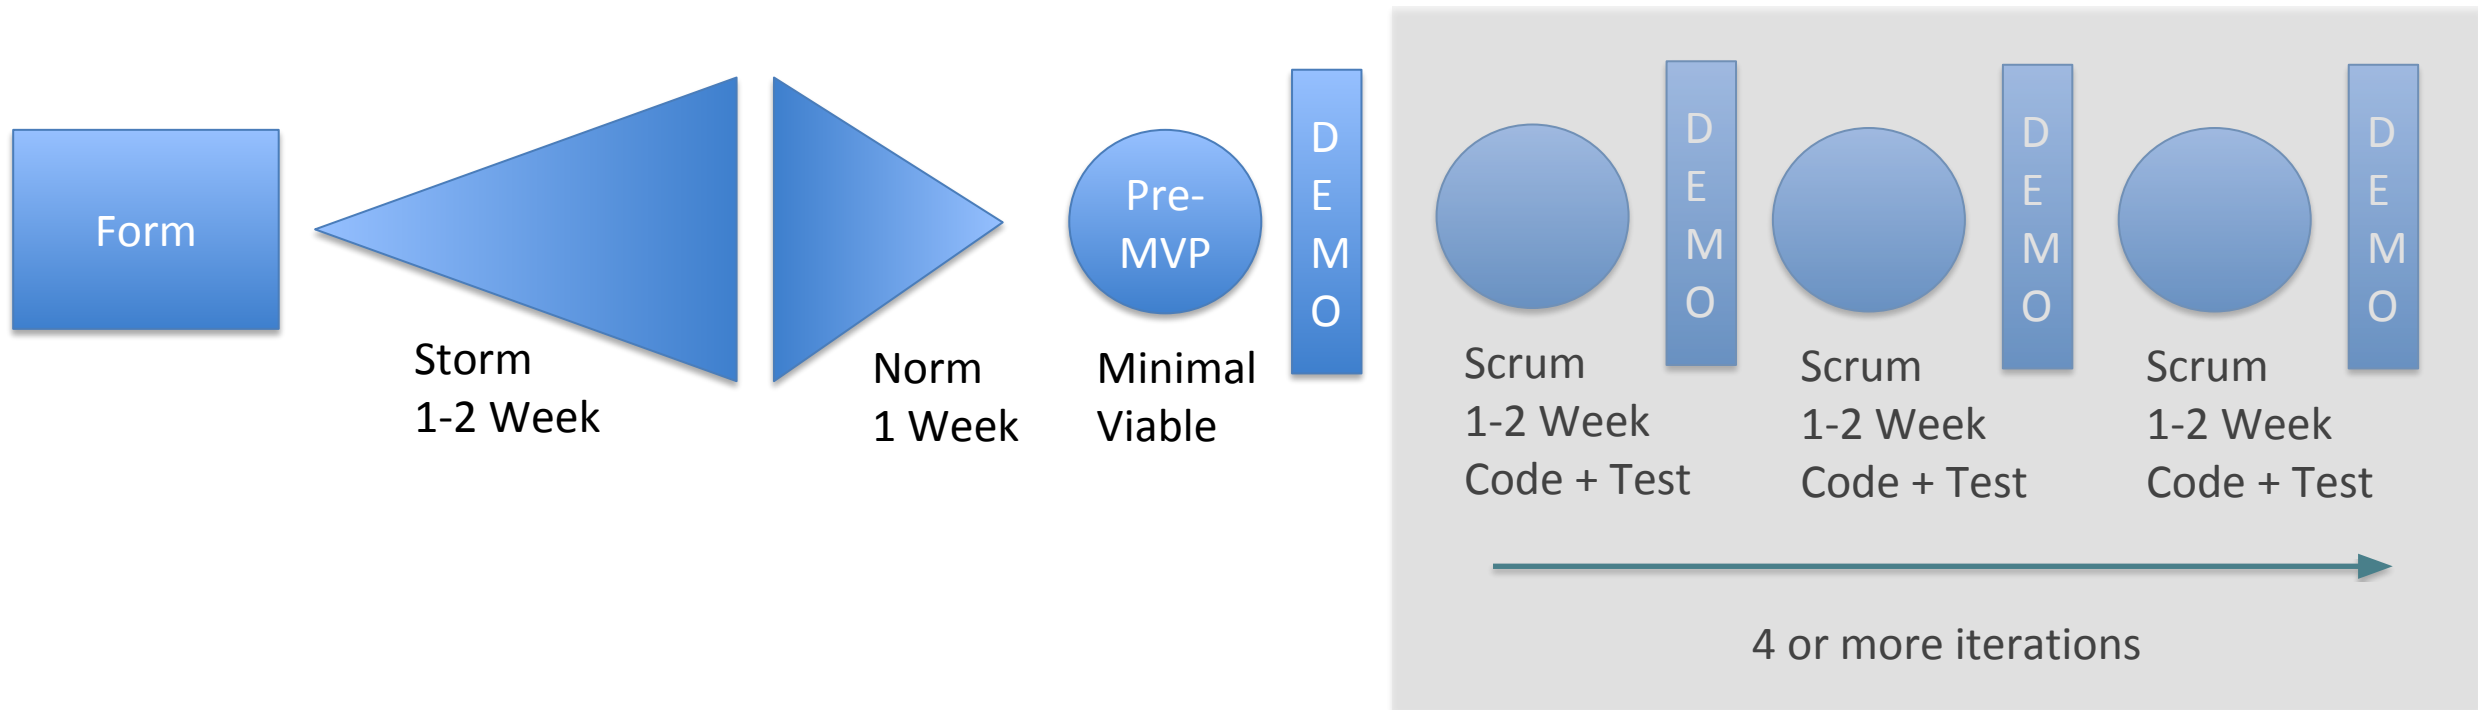 Form
Storm
1-2 Week
Norm
1 Week
Pre-
MVP
Minimal
Viable
D
E
M
O
Scrum
1-2 Week
Code + Test
D
E
M
O
Scrum
1-2 Week
Code + Test
D
E
M
O
Scrum
1-2 Week
Code + Test
D
E
M
O
4 or more iterations